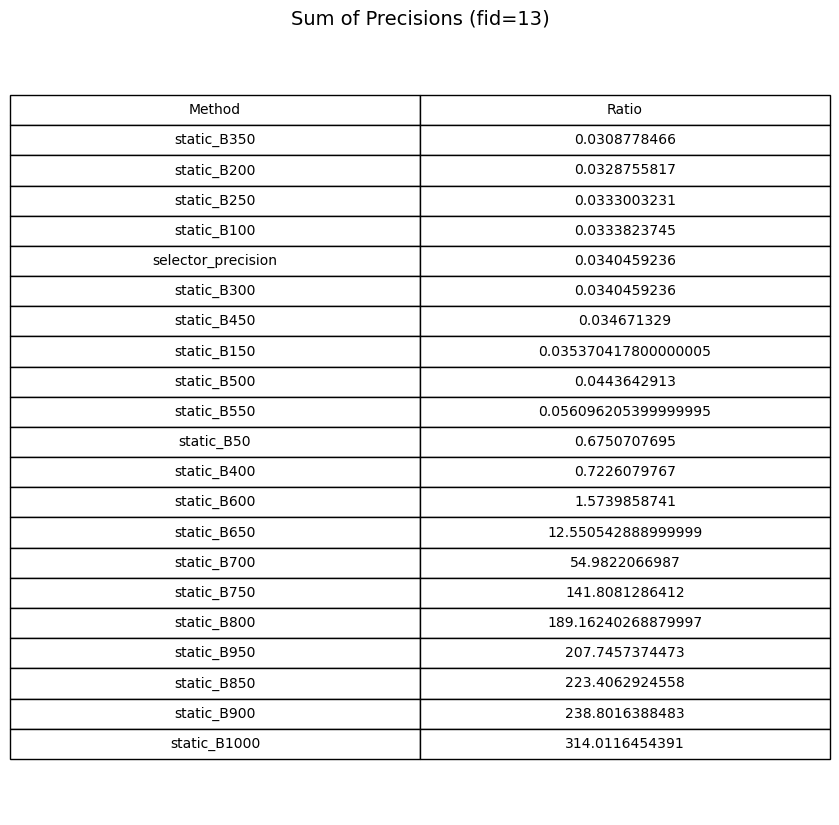 Sum of Precisions (fid=13)
Method Ratio
static_B350 0.0308778466
static_B200 0.0328755817
static_B250 0.0333003231
static_B100 0.0333823745
selector_precision 0.0340459236
static_B300 0.0340459236
static_B450 0.034671329
static_B150 0.035370417800000005
static_B500 0.0443642913
static_B550 0.056096205399999995
static_B50 0.6750707695
static_B400 0.7226079767
static_B600 1.5739858741
static_B650 12.550542888999999
static_B700 54.9822066987
static_B750 141.8081286412
static_B800 189.16240268879997
static_B950 207.7457374473
static_B850 223.4062924558
static_B900 238.8016388483
static_B1000 314.0116454391